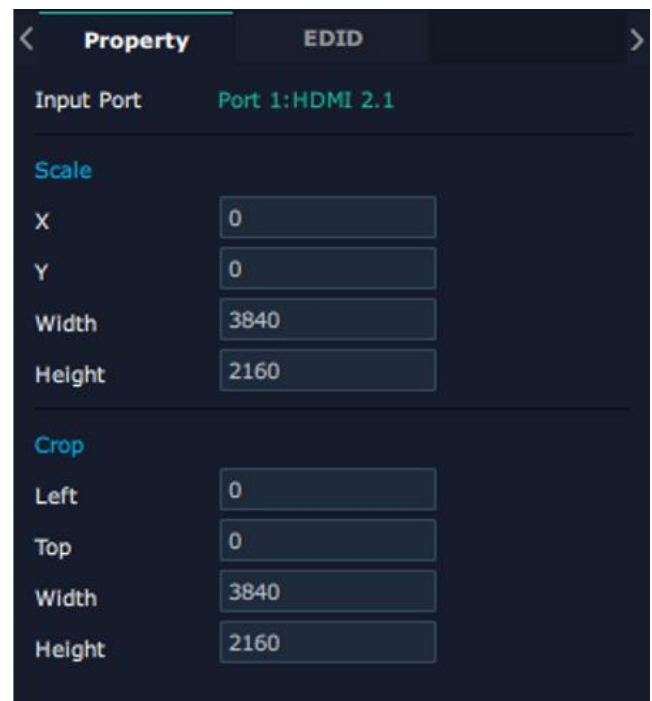 Property EDID
Input Port Port 1:HDMI 2.1
Scale
X 0
Y 0
Width 3840
Height 2160
Crop
Left 0
Top 0
Width 3840
Height 2160